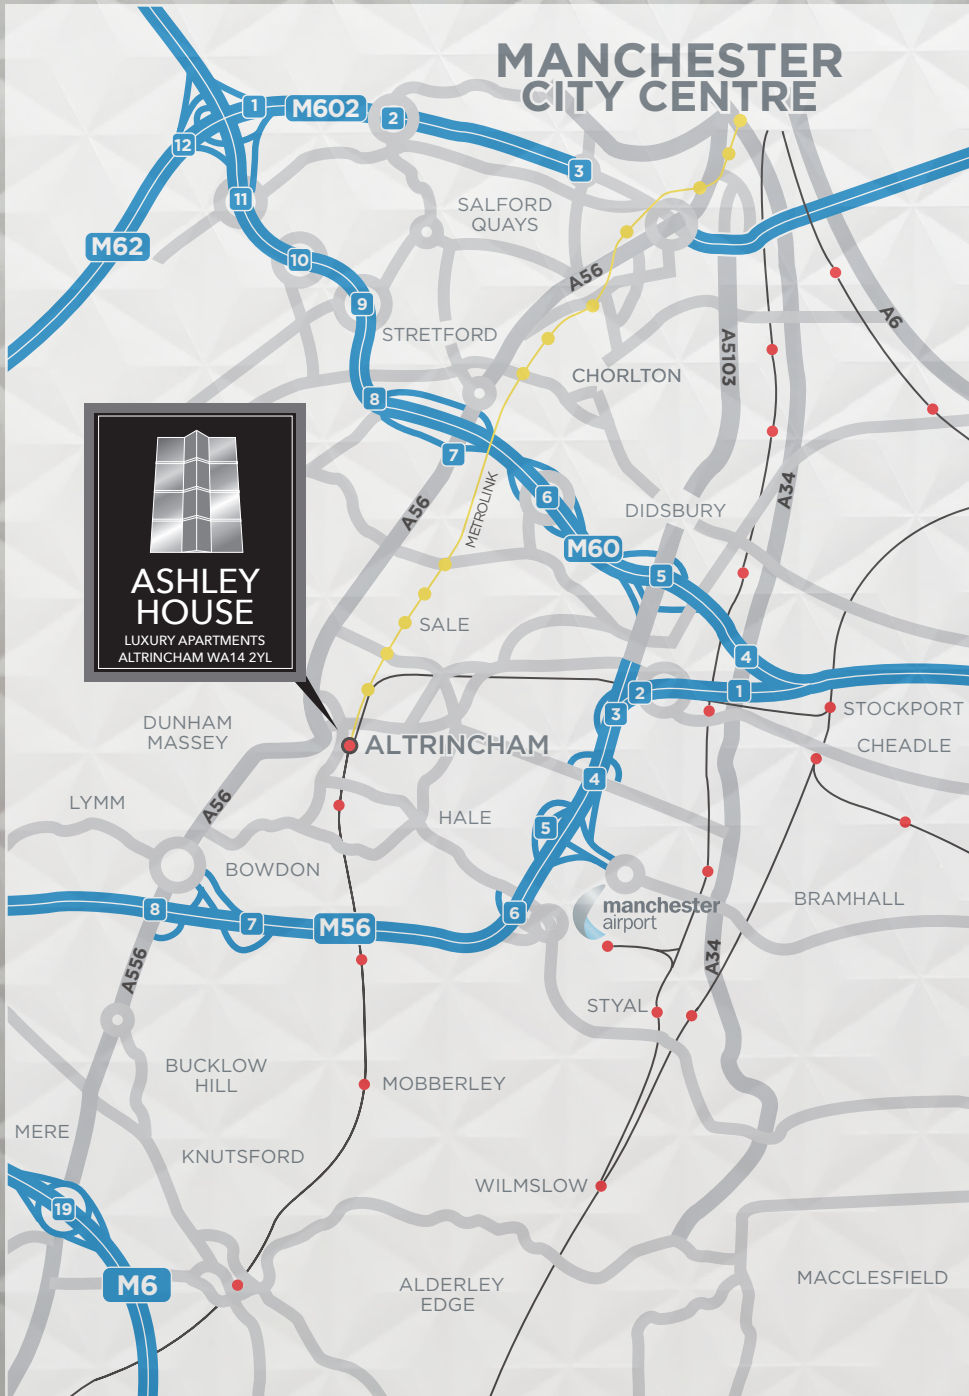 MANCHESTER
CITY CENTRE
1
M602
2
12
3
11
SALFORD
QUAYS
M62
10
A56
9
A6
STRETFORD
A5103
CHORLTON
8
7
A34
6
METROLINK
A56
DIDSBURY
M60
5
ASHLEY
HOUSE
LUXURY APARTMENTS
ALTRINCHAM WA14 2YL
SALE
4
2
1
3
STOCKPORT
DUNHAM
MASSEY
ALTRINCHAM
CHEADLE
4
LYMM
A56
HALE
5
BOWDON
BRAMHALL
8
7
M56
6
manchester
airport
A34
A556
STYAL
BUCKLOW
HILL
MOBBERLEY
MERE
KNUTSFORD
WILMSLOW
19
M6
ALDERLEY
EDGE
MACCLESFIELD